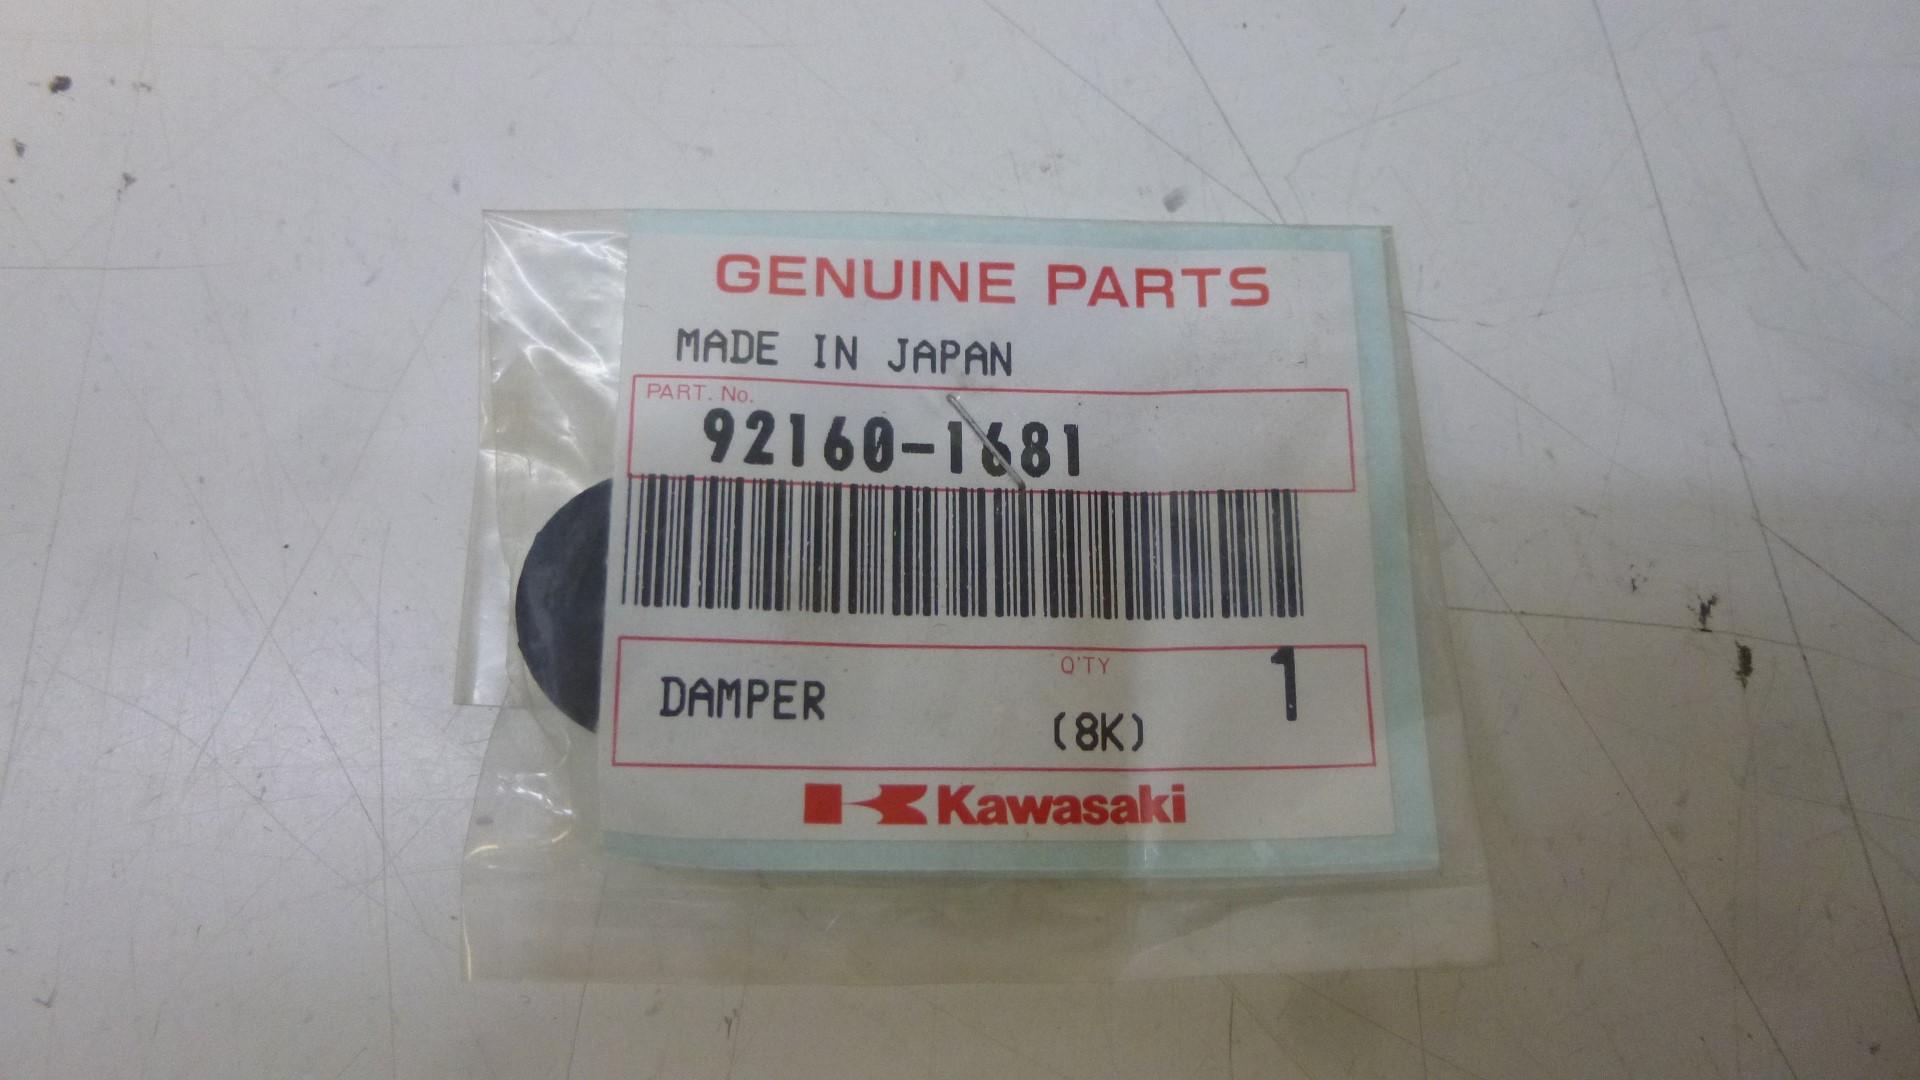 GENUINE PARTS
MADE IN JAPAN
PART. No.
92160-1681
Q'TY
DAMPER (8K) 1
Kawasaki